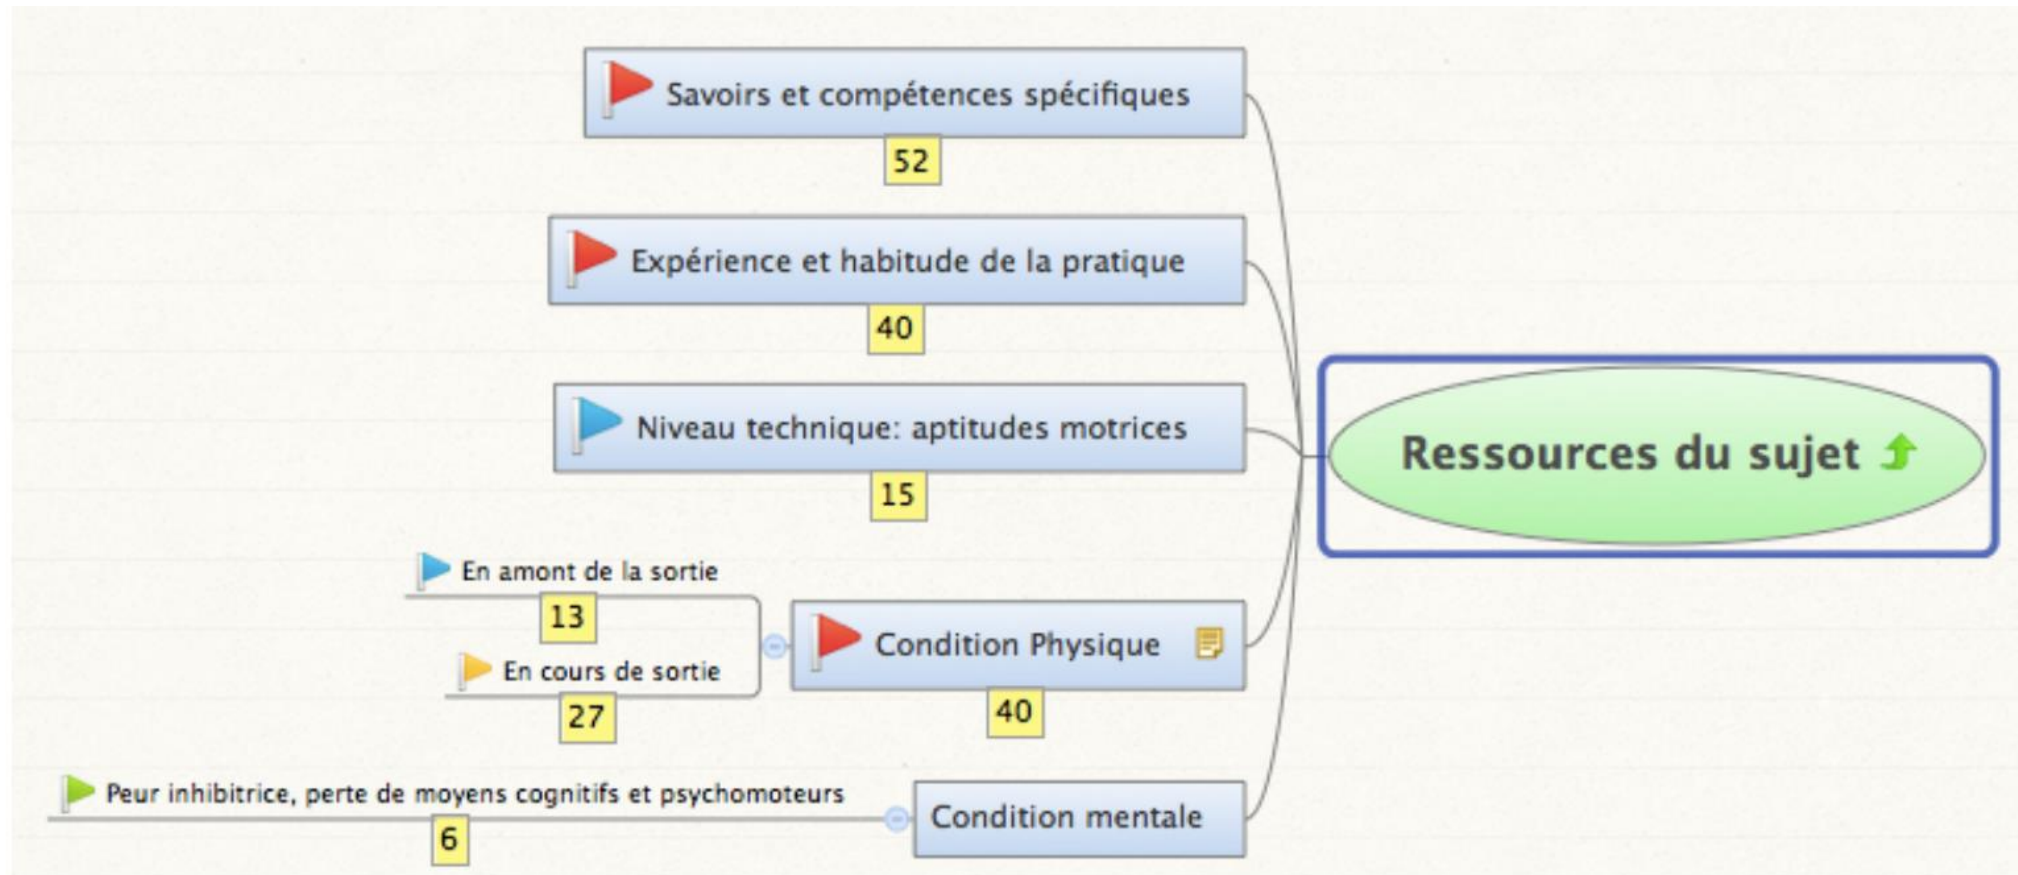 Savoirs et compétences spécifiques
52
Expérience et habitude de la pratique
40
Niveau technique: aptitudes motrices
15
Ressources du sujet
En amont de la sortie
13
Condition Physique
En cours de sortie
27
40
Peur inhibitrice, perte de moyens cognitifs et psychomoteurs
6
Condition mentale